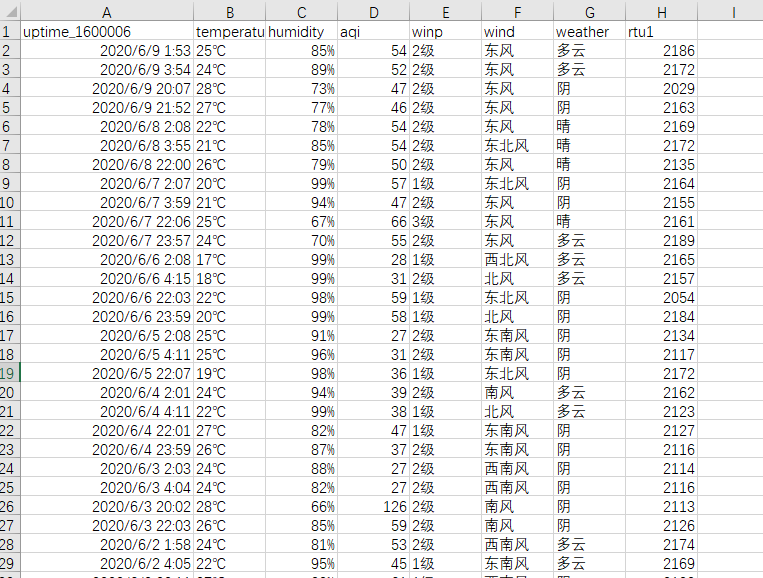 A B C D E F G H I
1 uptime_1600006 temperatu humidity aqi winp wind weather rtu1
2 2020/6/9 1:53 25℃ 85% 54 2级 东风 多云 2186
3 2020/6/9 3:54 24℃ 89% 52 2级 东风 多云 2172
4 2020/6/9 20:07 28℃ 73% 47 2级 东风 阴 2029
5 2020/6/9 21:52 27℃ 77% 46 2级 东风 阴 2163
6 2020/6/8 2:08 22℃ 78% 54 2级 东风 晴 2169
7 2020/6/8 3:55 21℃ 85% 54 2级 东北风 晴 2172
8 2020/6/8 22:00 26℃ 79% 50 2级 东风 晴 2135
9 2020/6/7 2:07 20℃ 99% 57 1级 东北风 阴 2164
10 2020/6/7 3:59 21℃ 94% 47 2级 东风 阴 2155
11 2020/6/7 22:06 25℃ 67% 66 3级 东风 晴 2161
12 2020/6/7 23:57 24℃ 70% 55 2级 东风 多云 2189
13 2020/6/6 2:08 17℃ 99% 28 1级 西北风 多云 2165
14 2020/6/6 4:15 18℃ 99% 31 2级 北风 多云 2157
15 2020/6/6 22:03 22℃ 98% 59 1级 东北风 阴 2054
16 2020/6/6 23:59 20℃ 99% 58 1级 北风 阴 2184
17 2020/6/5 2:08 25℃ 91% 27 2级 东南风 阴 2134
18 2020/6/5 4:11 25℃ 96% 31 2级 东南风 阴 2117
19 2020/6/5 22:07 19℃ 98% 36 1级 东北风 阴 2172
20 2020/6/4 2:01 24℃ 94% 39 2级 南风 多云 2162
21 2020/6/4 4:11 22℃ 99% 38 1级 北风 多云 2123
22 2020/6/4 22:01 27℃ 82% 47 1级 东南风 阴 2127
23 2020/6/4 23:59 26℃ 87% 37 2级 东南风 阴 2116
24 2020/6/3 2:03 24℃ 88% 27 2级 西南风 阴 2114
25 2020/6/3 4:04 24℃ 82% 27 2级 西南风 阴 2116
26 2020/6/3 20:02 28℃ 66% 126 2级 南风 阴 2113
27 2020/6/3 22:03 26℃ 85% 59 2级 南风 阴 2126
28 2020/6/2 1:58 24℃ 81% 53 2级 西南风 多云 2174
29 2020/6/2 4:05 22℃ 95% 45 1级 东南风 多云 2169